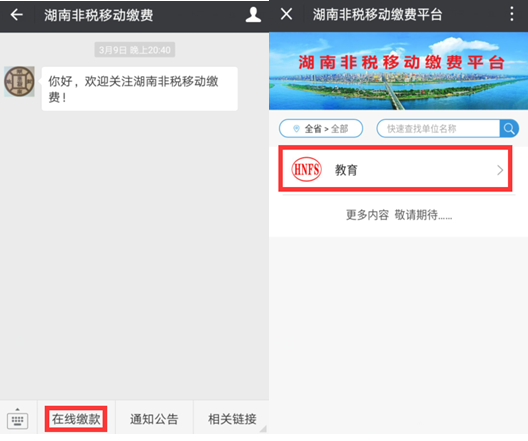 湖南非税移动缴费
3月9日 晚上20:40
你好，欢迎关注湖南非税移动缴
费！
在线缴款
通知公告
相关链接
湖南非税移动缴费平台
湖南非税移动缴费平台
全省 > 全部
快速查找单位名称
HNFS
教育
更多内容 敬请期待......